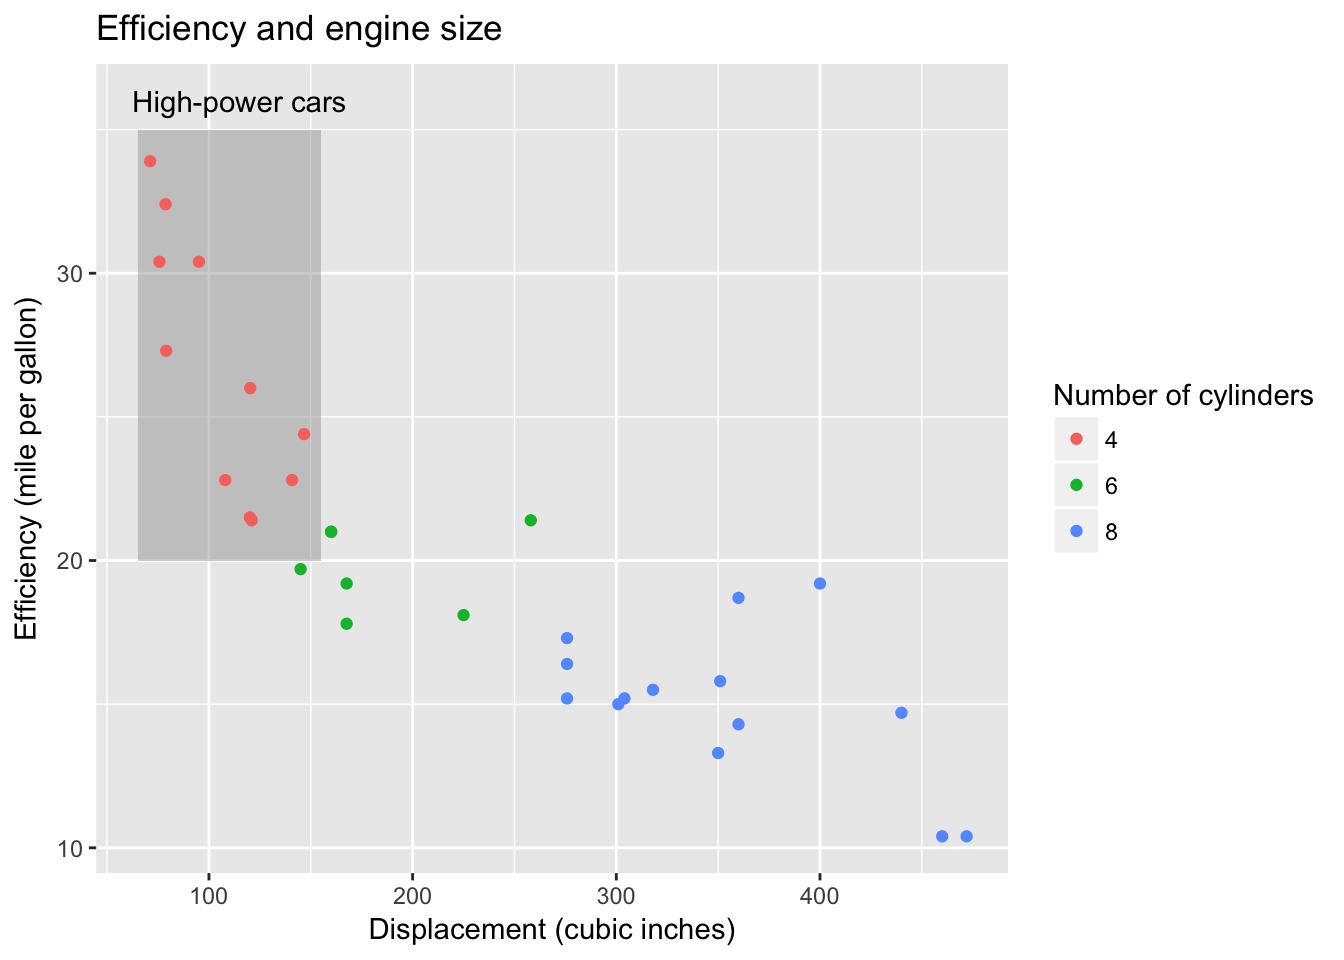 Efficiency and engine size
High-power cars
30
20
10
Efficiency (mile per gallon)
100
200
300
400
Displacement (cubic inches)
Number of cylinders
4
6
8